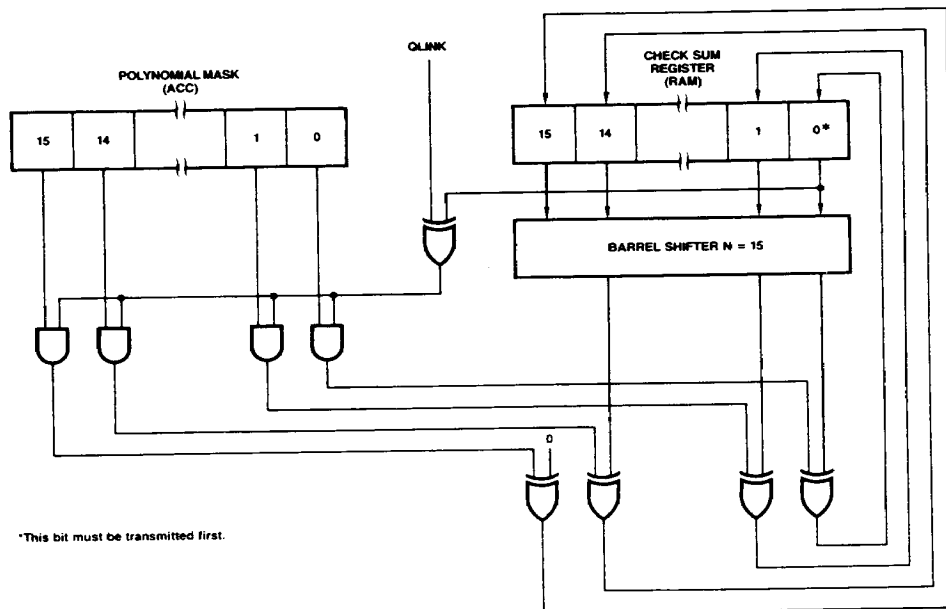 QLINK
POLYNOMIAL MASK
(ACC)
CHECK SUM
REGISTER
(RAM)
15 14 1 0
15 14 1 0*
BARREL SHIFTER N = 15
0
*This bit must be transmitted first.